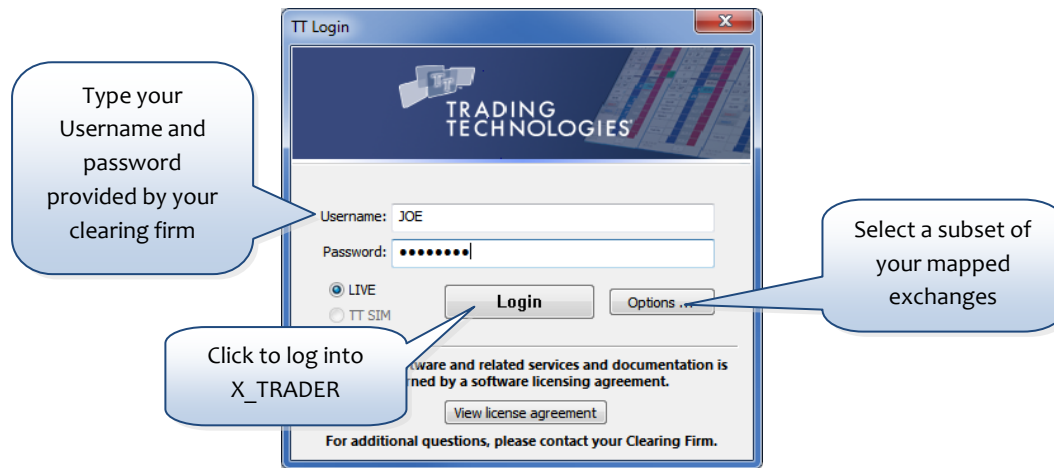 TT Login
TT
TRADING
TECHNOLOGIES
Type your
Username and
password
provided by your
clearing firm
Username: JOE
Password:
Select a subset of
your mapped
exchanges
LIVE
TT SIM
Login
Options ...
Click to log into
X_TRADER
ware and related services and documentation is
rned by a software licensing agreement.
View license agreement
For additional questions, please contact your Clearing Firm.